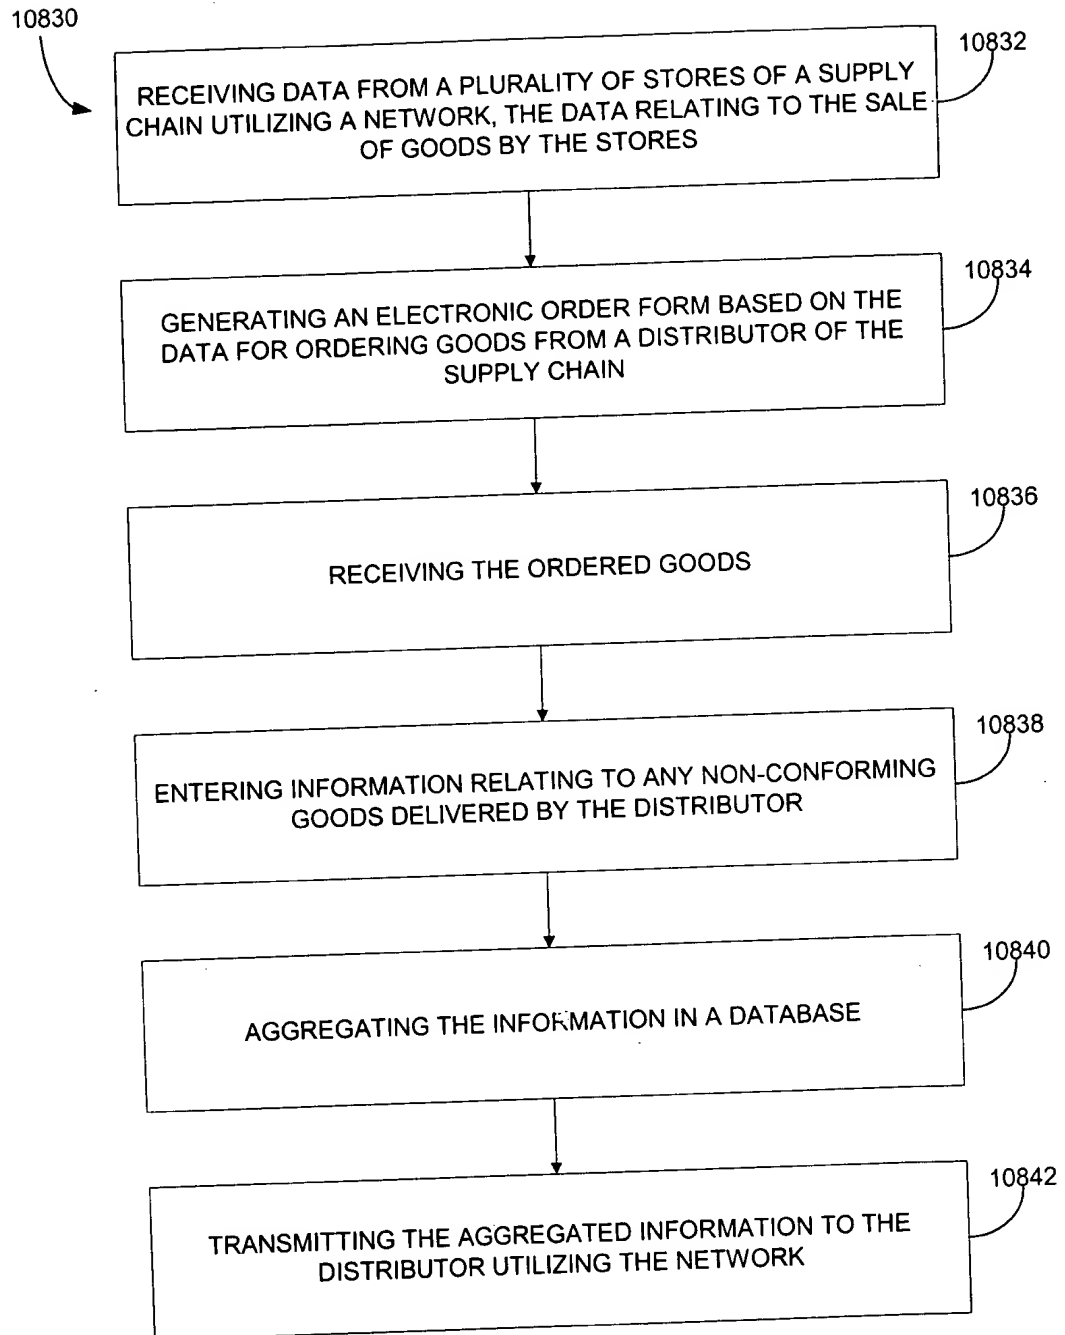 10830
10832
RECEIVING DATA FROM A PLURALITY OF STORES OF A SUPPLY
CHAIN UTILIZING A NETWORK, THE DATA RELATING TO THE SALE
OF GOODS BY THE STORES
10834
GENERATING AN ELECTRONIC ORDER FORM BASED ON THE
DATA FOR ORDERING GOODS FROM A DISTRIBUTOR OF THE
SUPPLY CHAIN
10836
RECEIVING THE ORDERED GOODS
10838
ENTERING INFORMATION RELATING TO ANY NON-CONFORMING
GOODS DELIVERED BY THE DISTRIBUTOR
10840
AGGREGATING THE INFORMATION IN A DATABASE
10842
TRANSMITTING THE AGGREGATED INFORMATION TO THE
DISTRIBUTOR UTILIZING THE NETWORK